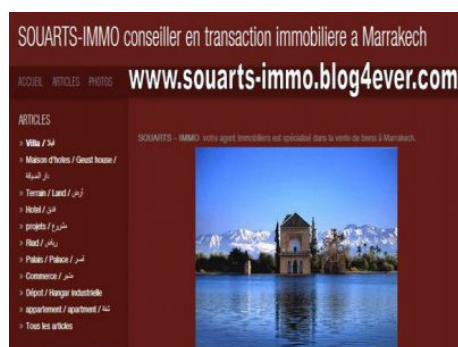 SOUARTS-IMMO conseiller en transaction immobiliere a Marrakech
ACCUEIL ARTICLES PHOTOS
www.souarts-immo.blog4ever.com
ARTICLES
SOUARTS - IMMO votre agent immobiliers est spécialisé dans la vente de biens à Marrakech.
» Villa / فيلا
» Maison d'hotes / Geust house /
دار الضيافة
» Terrain / Land / أرض
» Hotel / فندق
» projets / مشروع
» Riad / رياض
» Palais / Palace / قصر
» Commerce / متجر
» Dépot / Hangar industrielle
» appartement / apartment / شقة
» Tous les articles